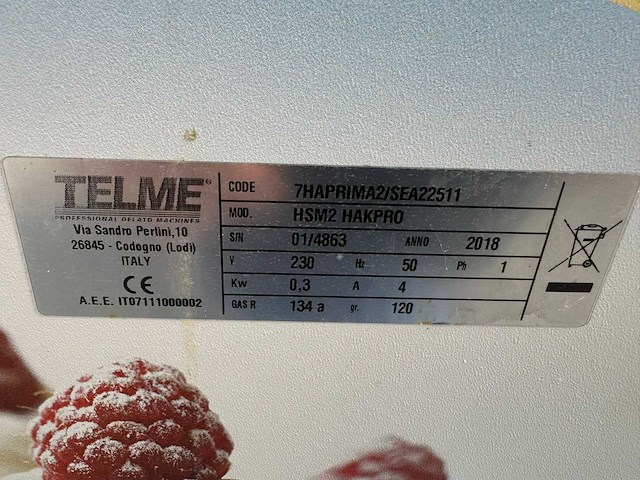 TELME®
PROFESSIONAL GELATO MACHINES
Via Sandro Pertini,10
26845 - Codogno (Lodi)
ITALY
CE
A.E.E. IT07111000002
CODE 7HAPRIMA2/SEA22511
MOD. HSM2 HAKPRO
S/N 01/4863 ANNO 2018
V 230 Hz 50 Ph 1
Kw 0,3 A 4
GAS R 134 a gr. 120